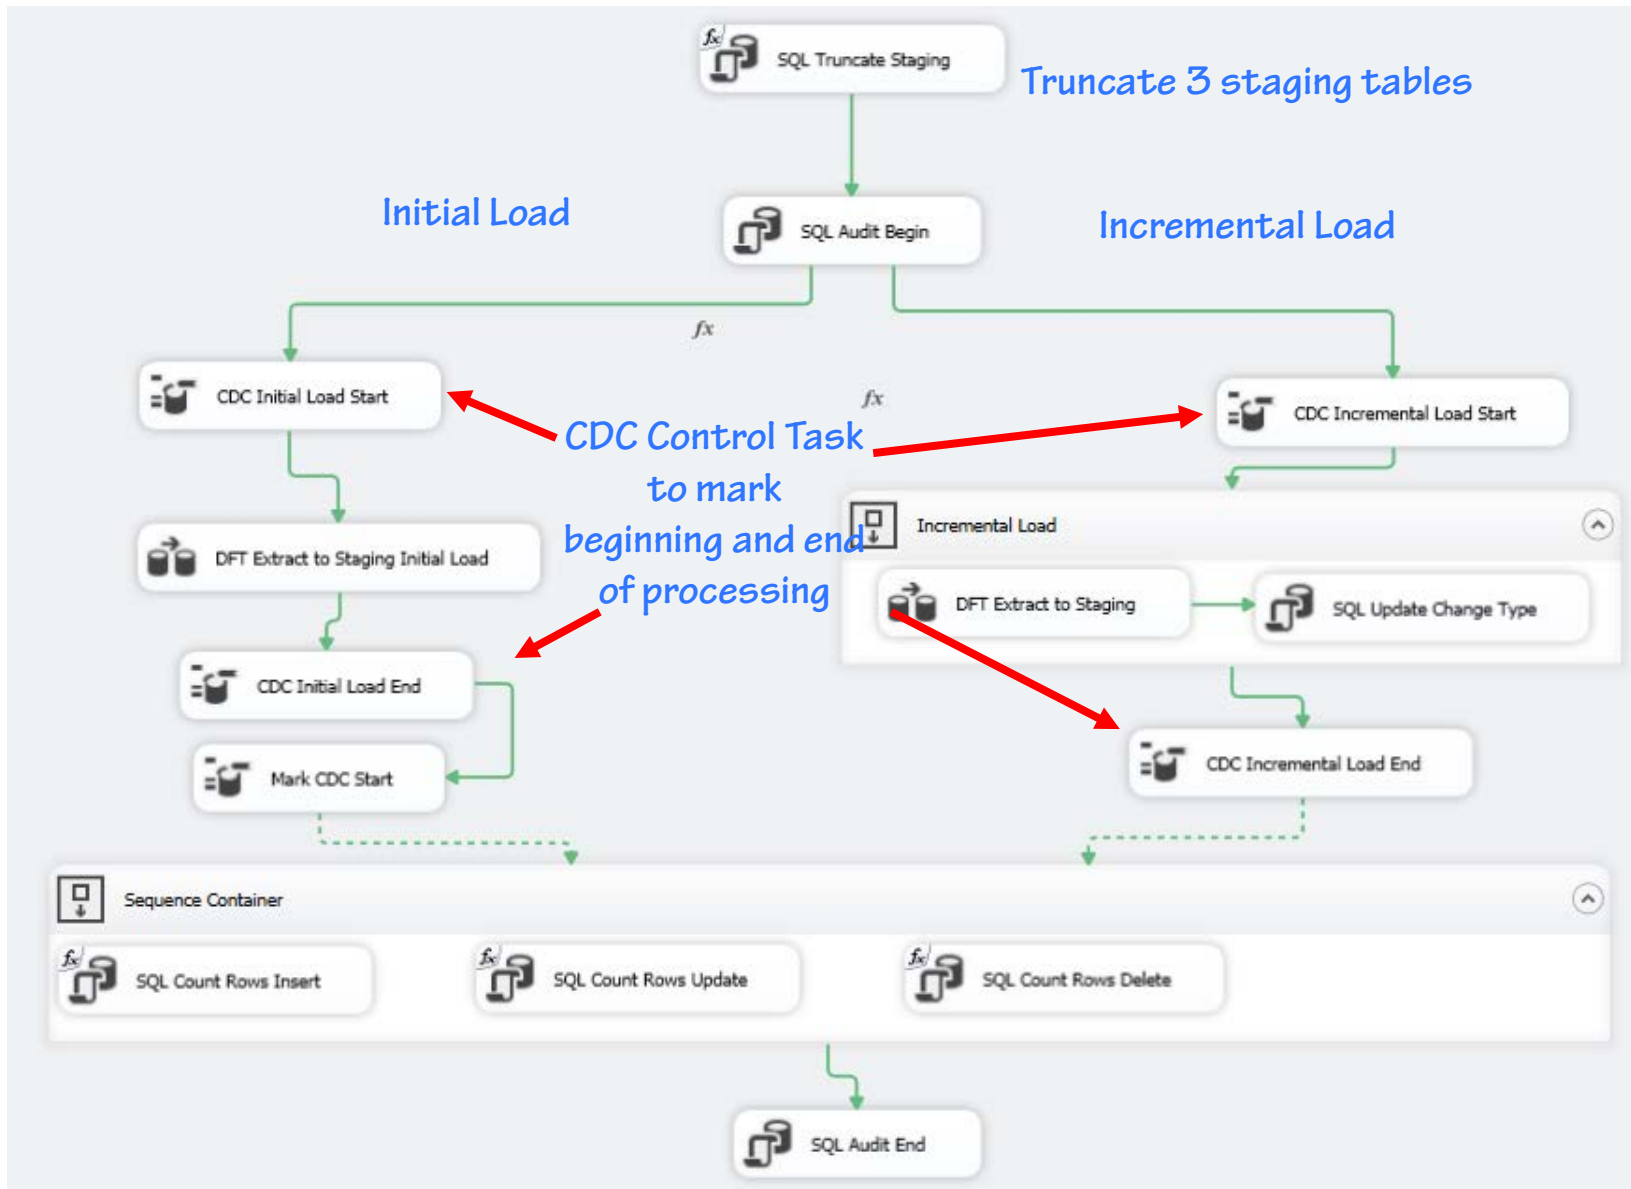 fx
SQL Truncate Staging
Truncate 3 staging tables
Initial Load
SQL Audit Begin
Incremental Load
fx
CDC Initial Load Start
fx
CDC Incremental Load Start
CDC Control Task
to mark
beginning and end
of processing
DFT Extract to Staging Initial Load
Incremental Load
DFT Extract to Staging
SQL Update Change Type
CDC Initial Load End
Mark CDC Start
CDC Incremental Load End
Sequence Container
fx
SQL Count Rows Insert
fx
SQL Count Rows Update
fx
SQL Count Rows Delete
SQL Audit End